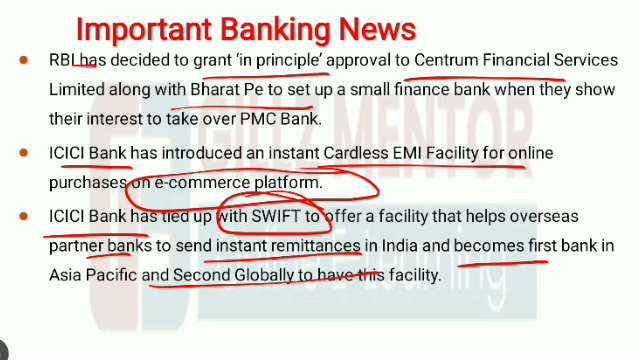 Important Banking News
• RBI has decided to grant ‘in principle’ approval to Centrum Financial Services
Limited along with Bharat Pe to set up a small finance bank when they show
their interest to take over PMC Bank.
• ICICI Bank has introduced an instant Cardless EMI Facility for online
purchases on e-commerce platform.
• ICICI Bank has tied up with SWIFT to offer a facility that helps overseas
partner banks to send instant remittances in India and becomes first bank in
Asia Pacific and Second Globally to have this facility.